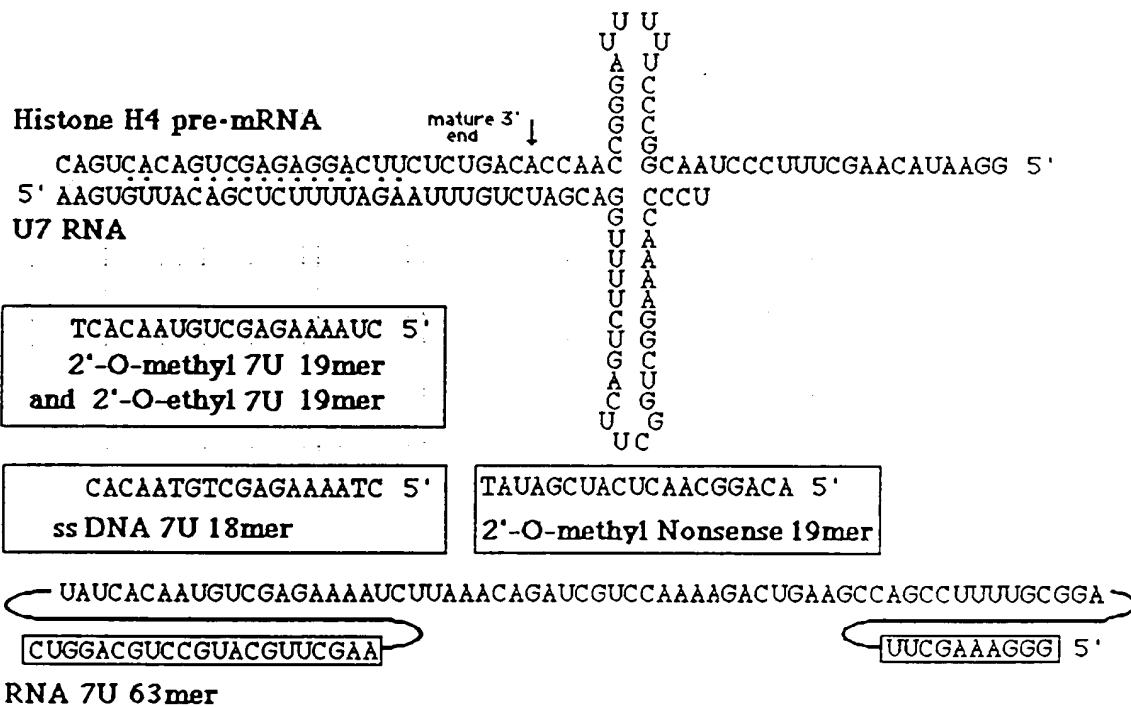 U U
U U
A U
G C
G C
G C
C G
Histone H4 pre-mRNA
mature 3' end ↓
CAGUCACAGUCGAGAGGACUUCUCUGACACCAAC GCAAUCCCUUUCGAACAUAAGG 5'
5' AAGUGUUACAGCUCUUUUAGAAUUUGUCUAGCAG CCCU
U7 RNA
G C
U A
U A
U A
U A
C G
U G
G C
A U
C G
U G
U C
TCACAAUGUCGAGAAAAUC 5'
2'-O-methyl 7U 19mer
and 2'-O-ethyl 7U 19mer
CACAATGTCGAGAAAATC 5'
ss DNA 7U 18mer
TAUAGCUACUCAACGGACA 5'
2'-O-methyl Nonsense 19mer
UAUCACAAUGUCGAGAAAAUCUUAAACAGAUCGUCCAAAAGACUGAAGCCAGCCUUUUGCGGA
CUGGACGUCCGUACGUUCGAA
UUCGAAAGGG 5'
RNA 7U 63mer